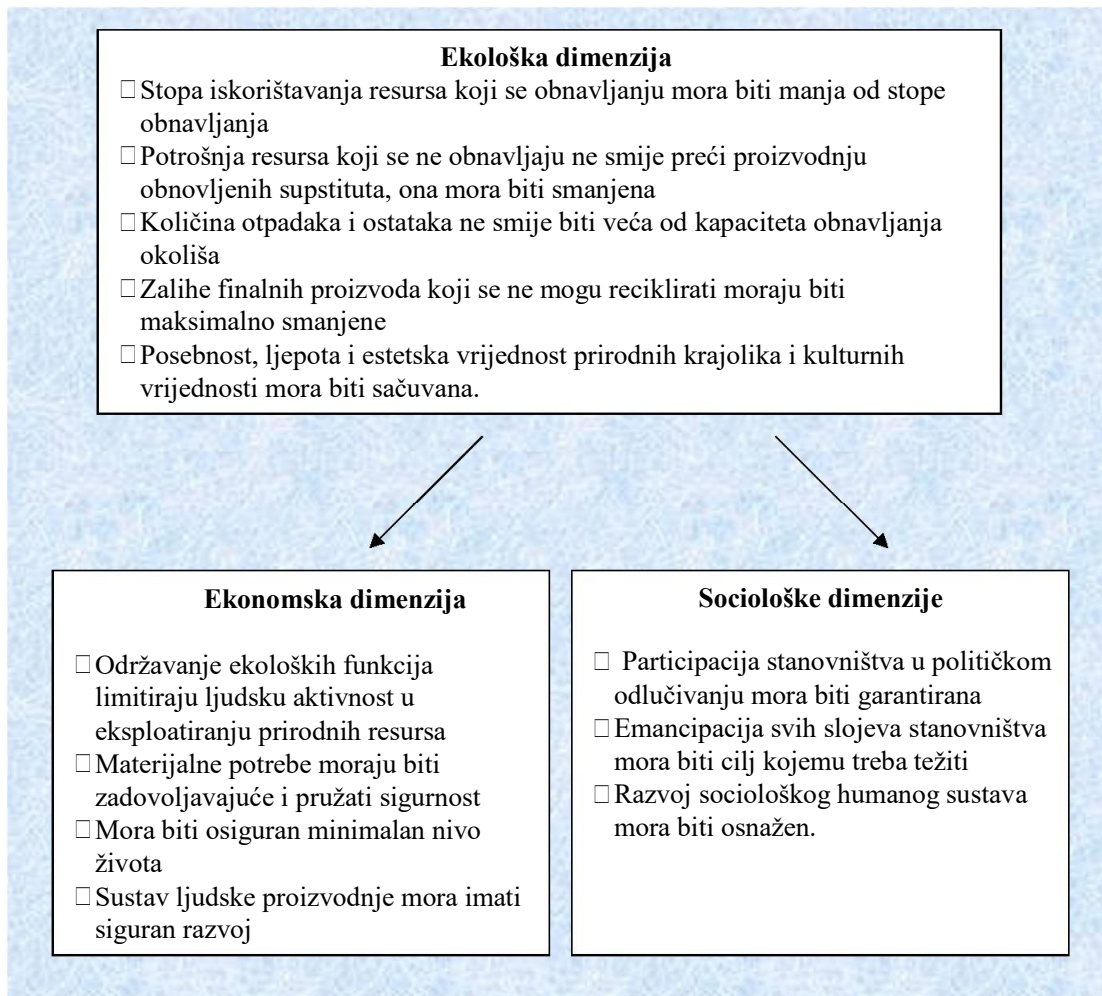 Ekološka dimenzija
□ Stopa iskorištavanja resursa koji se obnavljanju mora biti manja od stope
obnavljanja
□ Potrošnja resursa koji se ne obnavljaju ne smije preći proizvodnju
obnovljenih supstituta, ona mora biti smanjena
□ Količina otpadaka i ostataka ne smije biti veća od kapaciteta obnavljanja
okoliša
□ Zalihe finalnih proizvoda koji se ne mogu reciklirati moraju biti
maksimalno smanjene
□ Posebnost, ljepota i estetska vrijednost prirodnih krajolika i kulturnih
vrijednosti mora biti sačuvana.
Ekonomska dimenzija
□ Održavanje ekoloških funkcija
limitiraju ljudsku aktivnost u
eksploatiranju prirodnih resursa
□ Materijalne potrebe moraju biti
zadovoljavajuće i pružati sigurnost
□ Mora biti osiguran minimalan nivo
života
□ Sustav ljudske proizvodnje mora imati
siguran razvoj
Sociološke dimenzije
□ Participacija stanovništva u političkom
odlučivanju mora biti garantirana
□ Emancipacija svih slojeva stanovništva
mora biti cilj kojemu treba težiti
□ Razvoj sociološkog humanog sustava
mora biti osnažen.